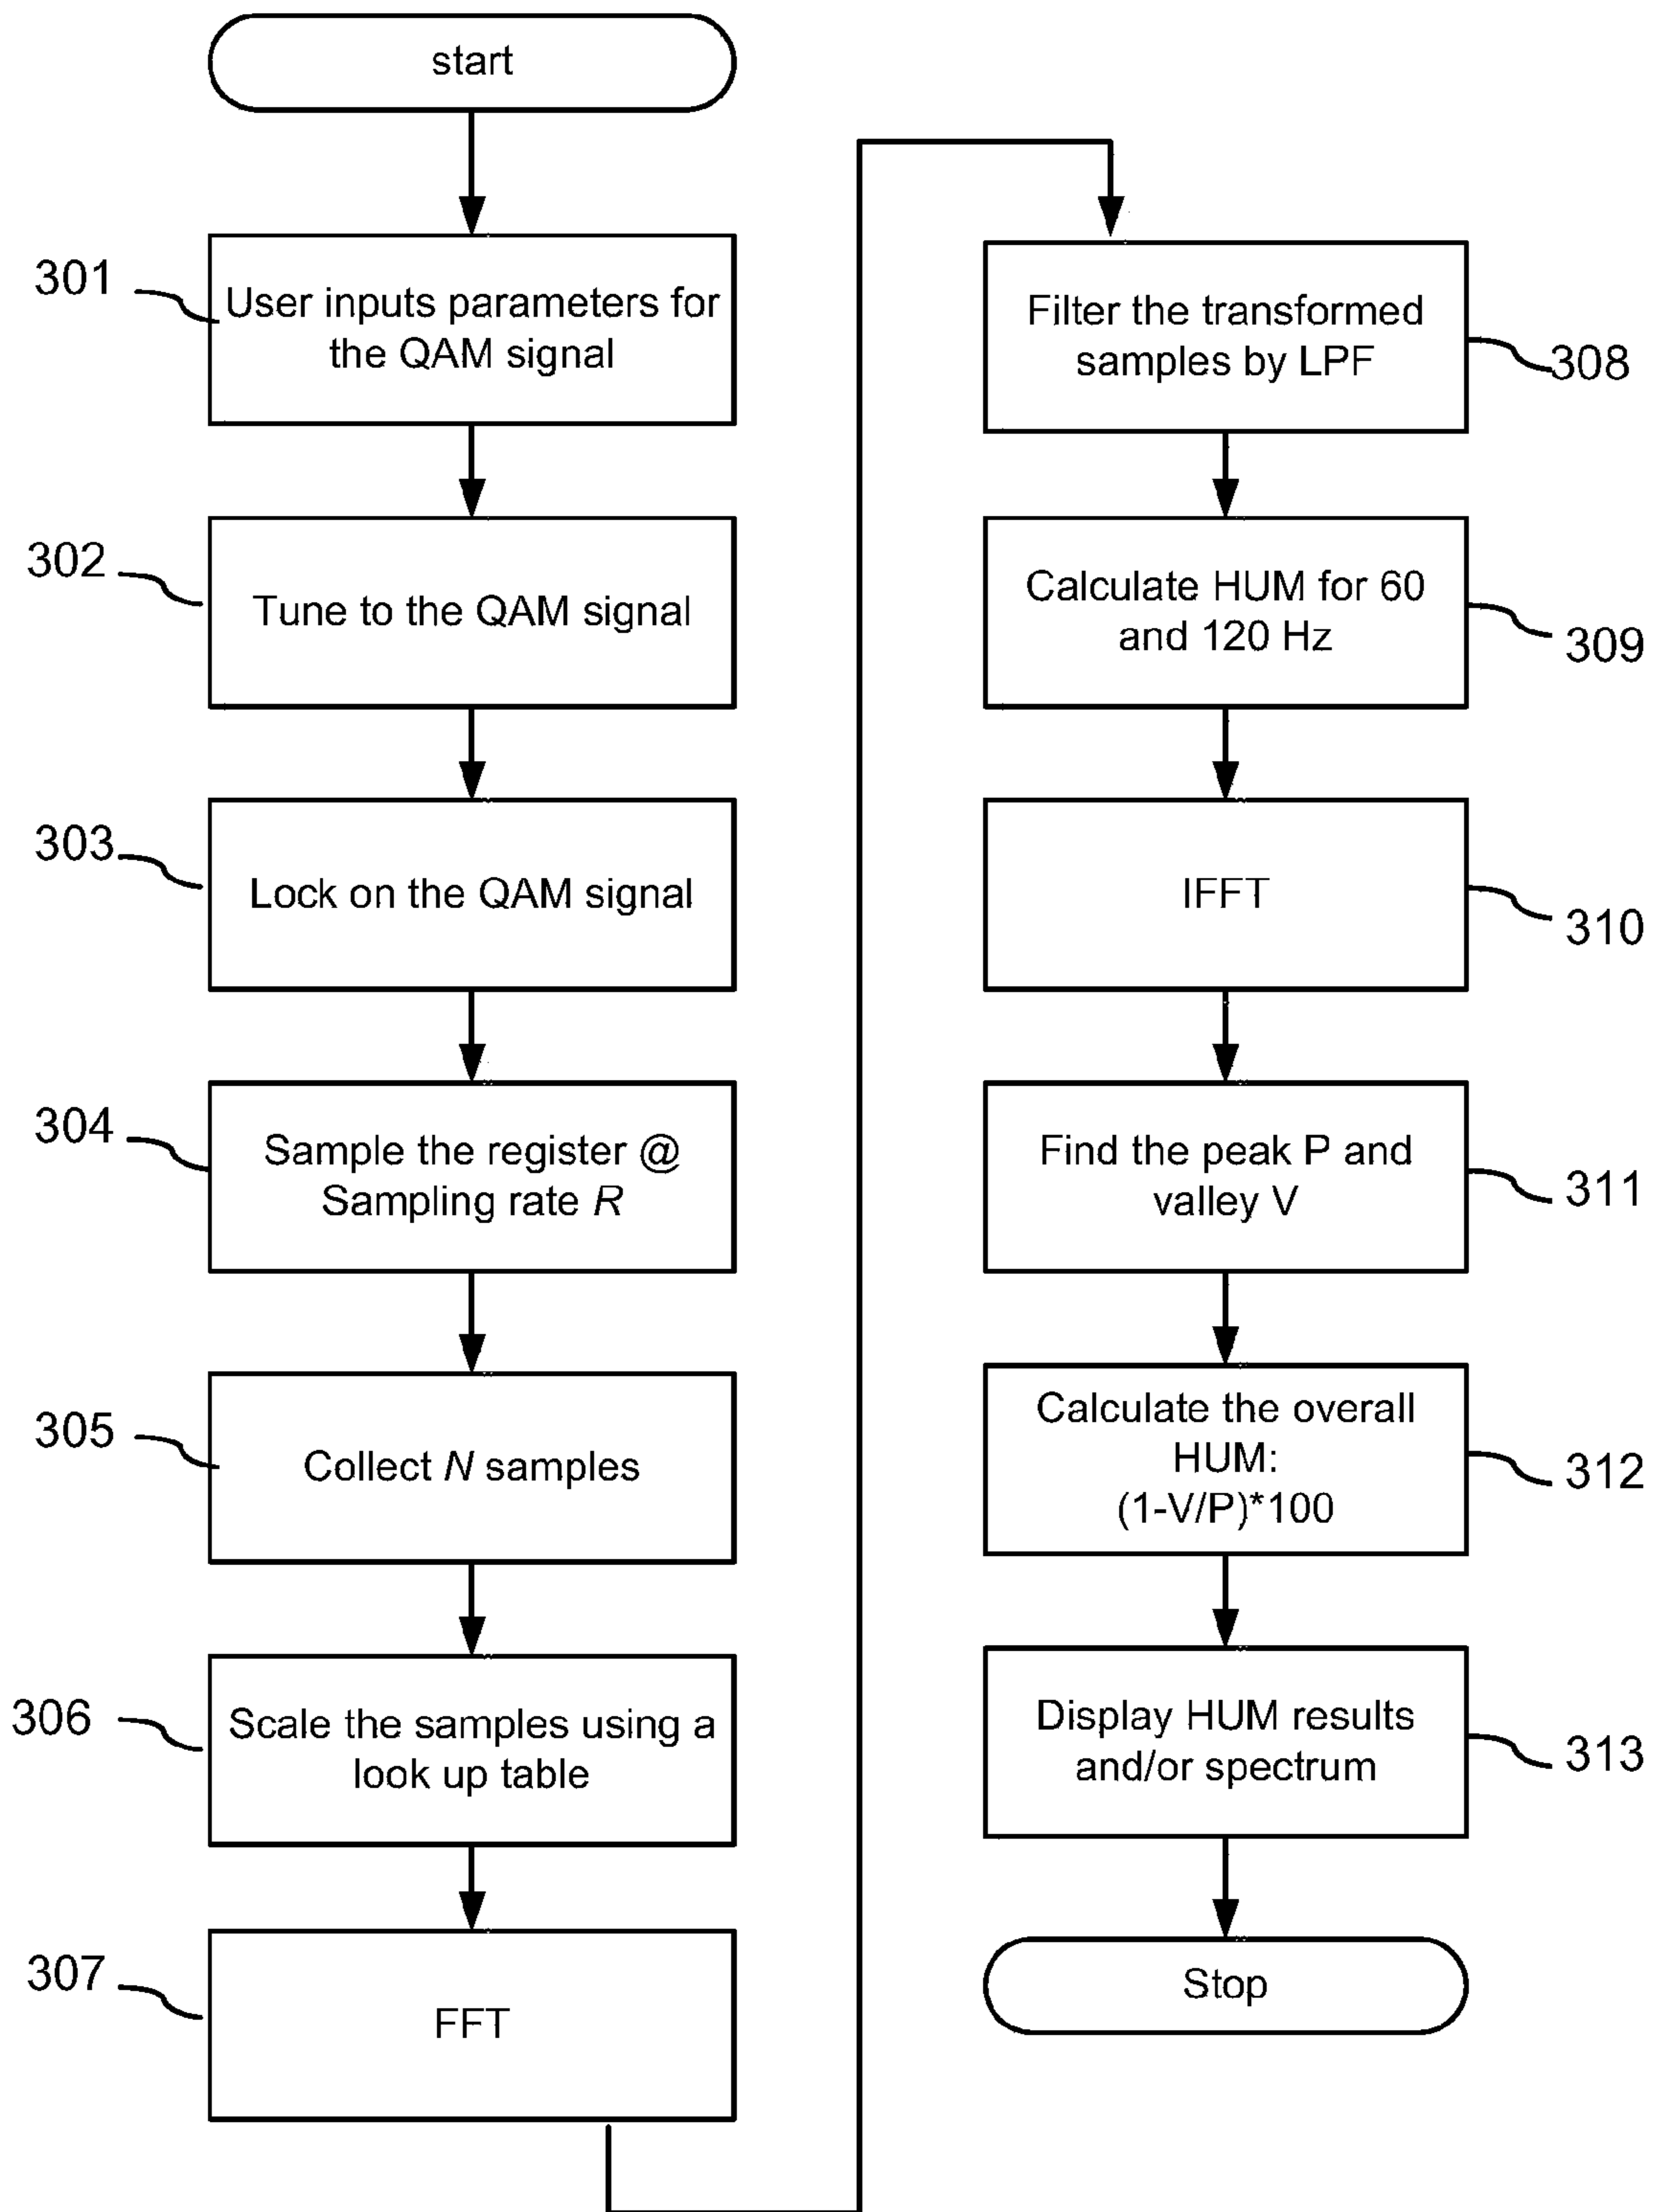 start
301
User inputs parameters for
the QAM signal
302
Tune to the QAM signal
303
Lock on the QAM signal
304
Sample the register @
Sampling rate R
305
Collect N samples
306
Scale the samples using a
look up table
307
FFT
Filter the transformed
samples by LPF
308
Calculate HUM for 60
and 120 Hz
309
IFFT
310
Find the peak P and
valley V
311
Calculate the overall
HUM:
(1-V/P)*100
312
Display HUM results
and/or spectrum
313
Stop